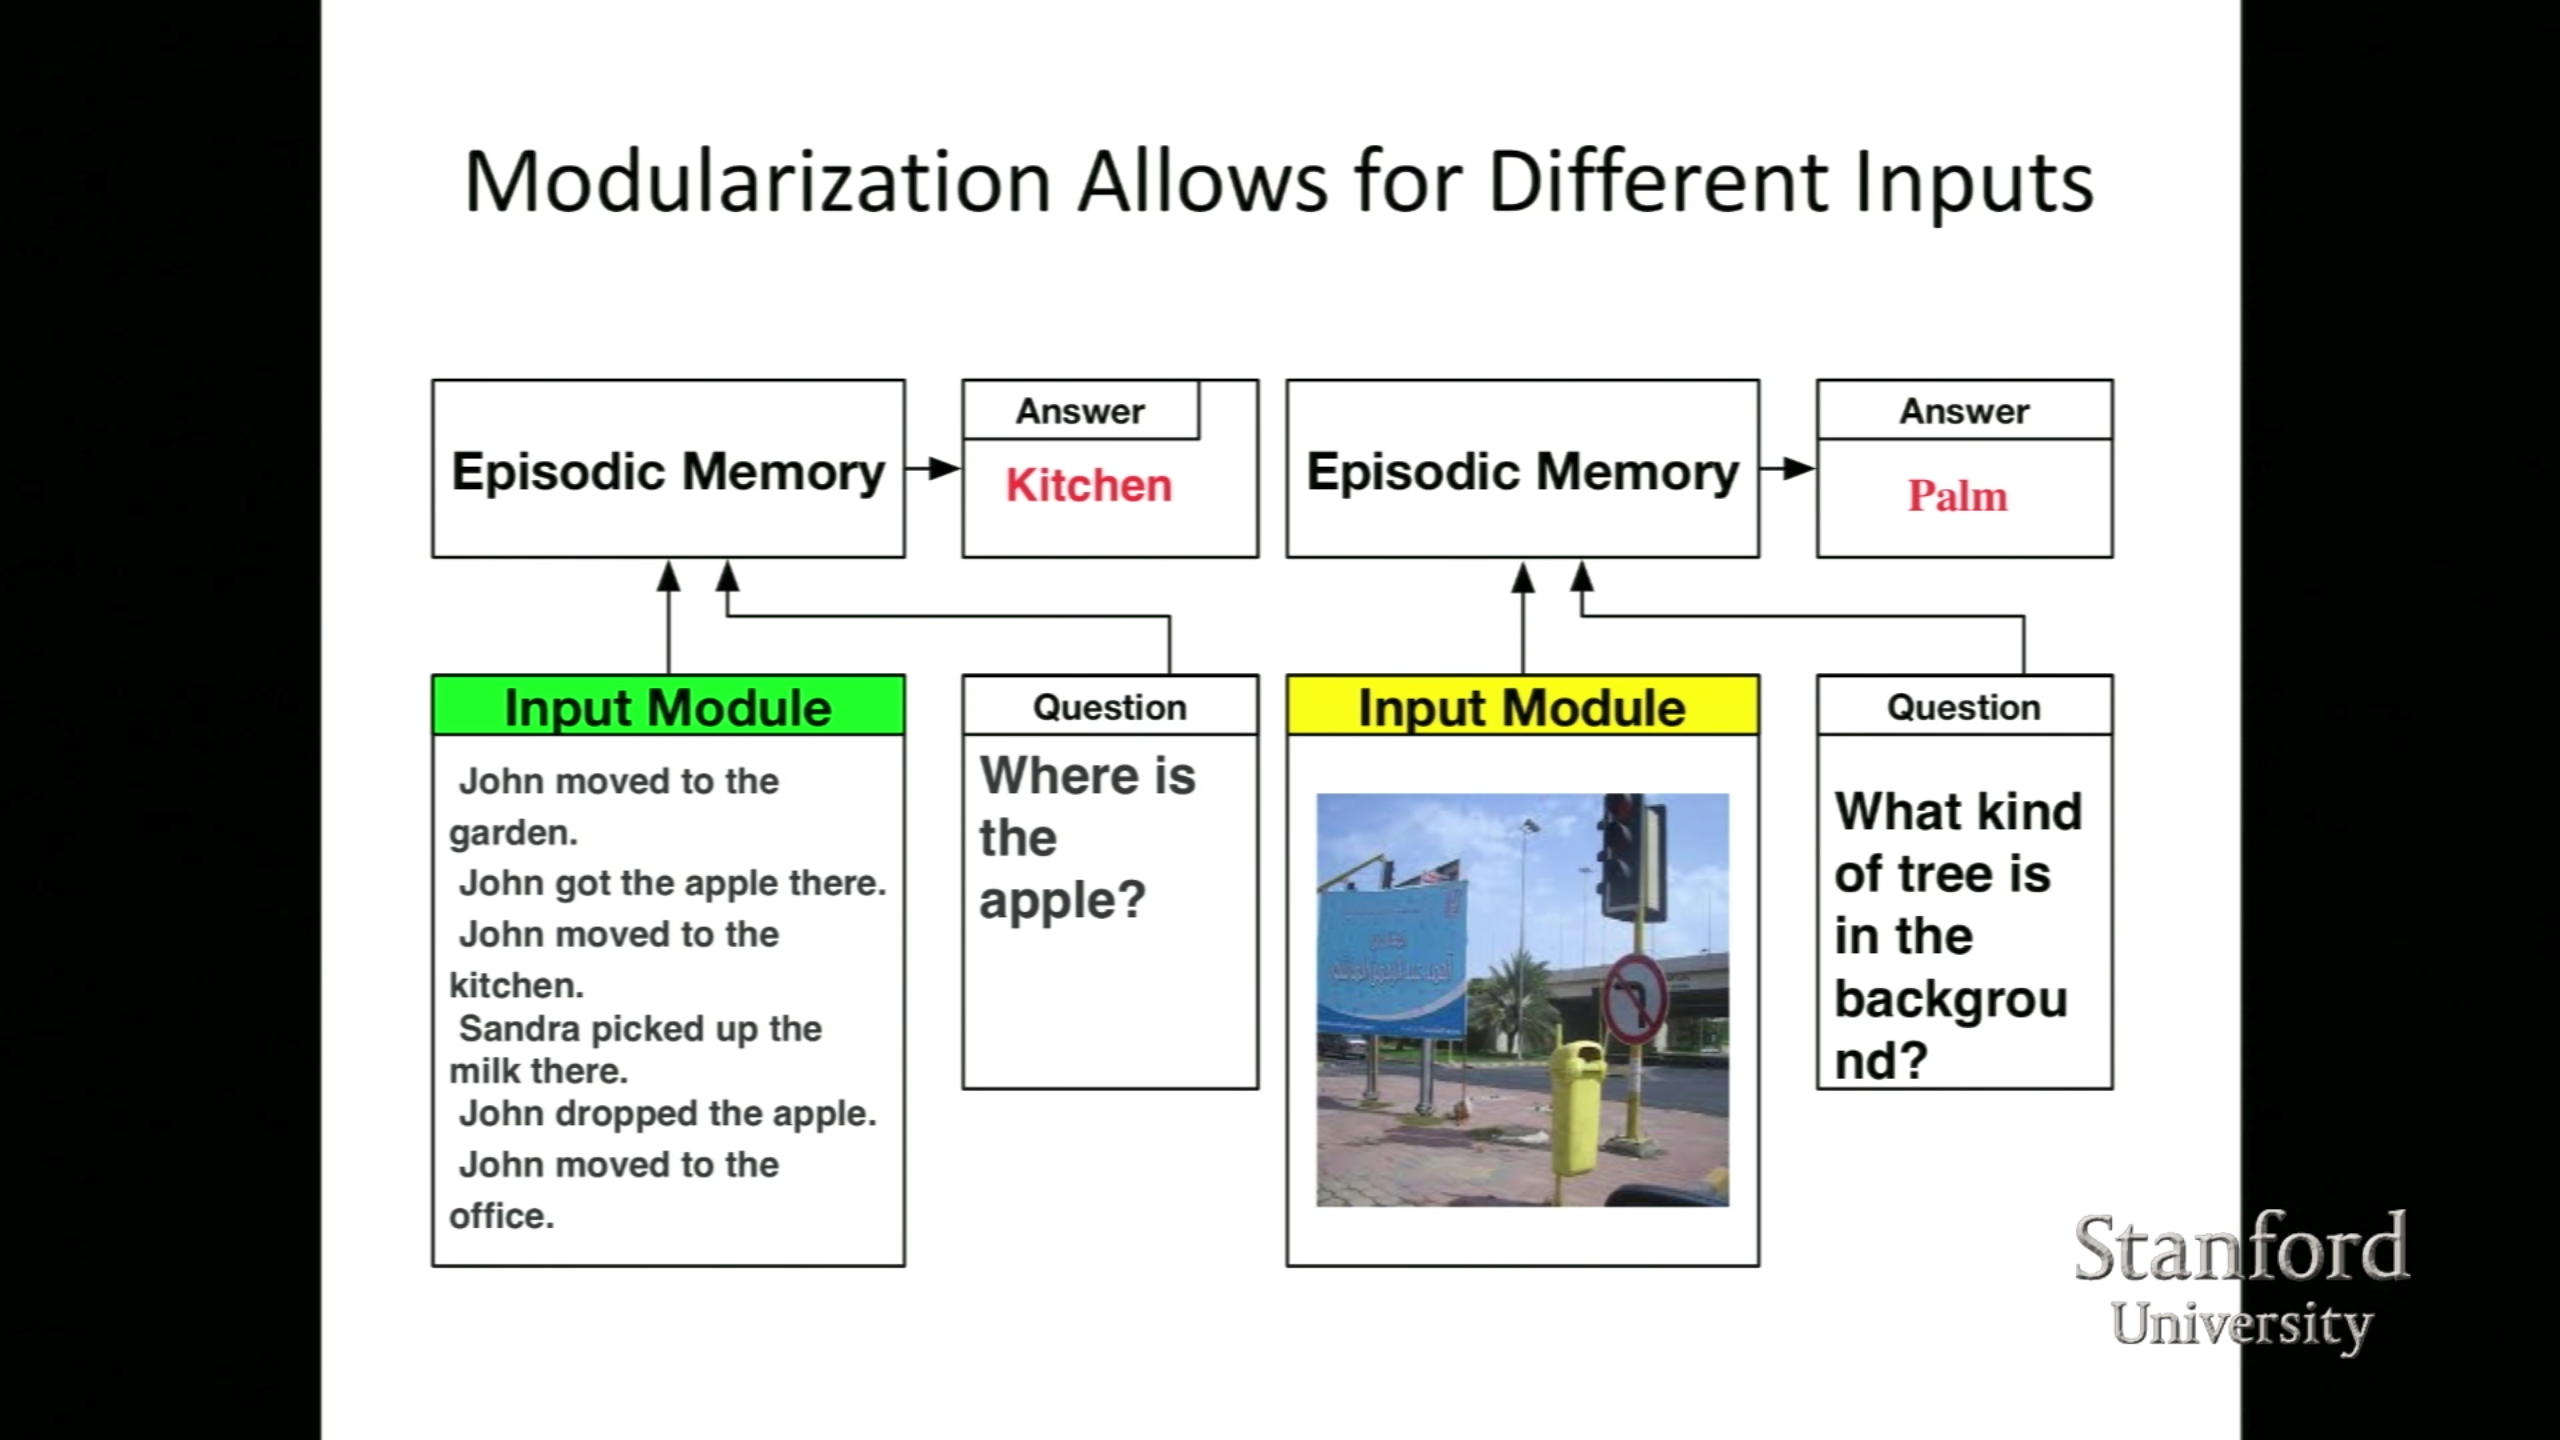 Modularization Allows for Different Inputs
Episodic Memory
Answer
Kitchen
Input Module
John moved to the
garden.
John got the apple there.
John moved to the
kitchen.
Sandra picked up the
milk there.
John dropped the apple.
John moved to the
office.
Question
Where is
the
apple?
Episodic Memory
Answer
Palm
Input Module
Question
What kind
of tree is
in the
backgrou
nd?
Stanford
University